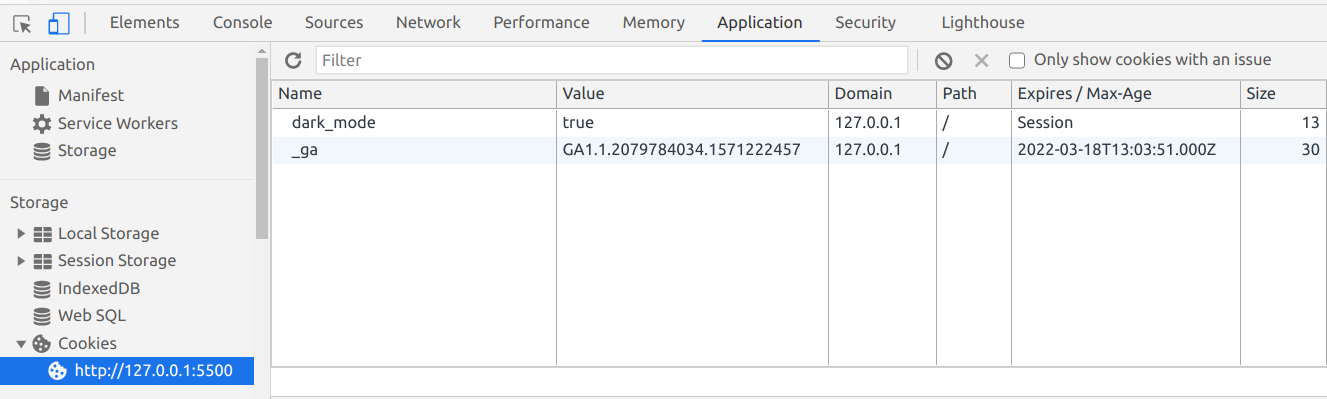 Elements Console Sources Network Performance Memory Application Security Lighthouse
Application
Manifest
Service Workers
Storage
Storage
Local Storage
Session Storage
IndexedDB
Web SQL
Cookies
http://127.0.0.1:5500
Filter Only show cookies with an issue
Name Value Domain Path Expires / Max-Age Size
dark_mode true 127.0.0.1 / Session 13
_ga GA1.1.2079784034.1571222457 127.0.0.1 / 2022-03-18T13:03:51.000Z 30